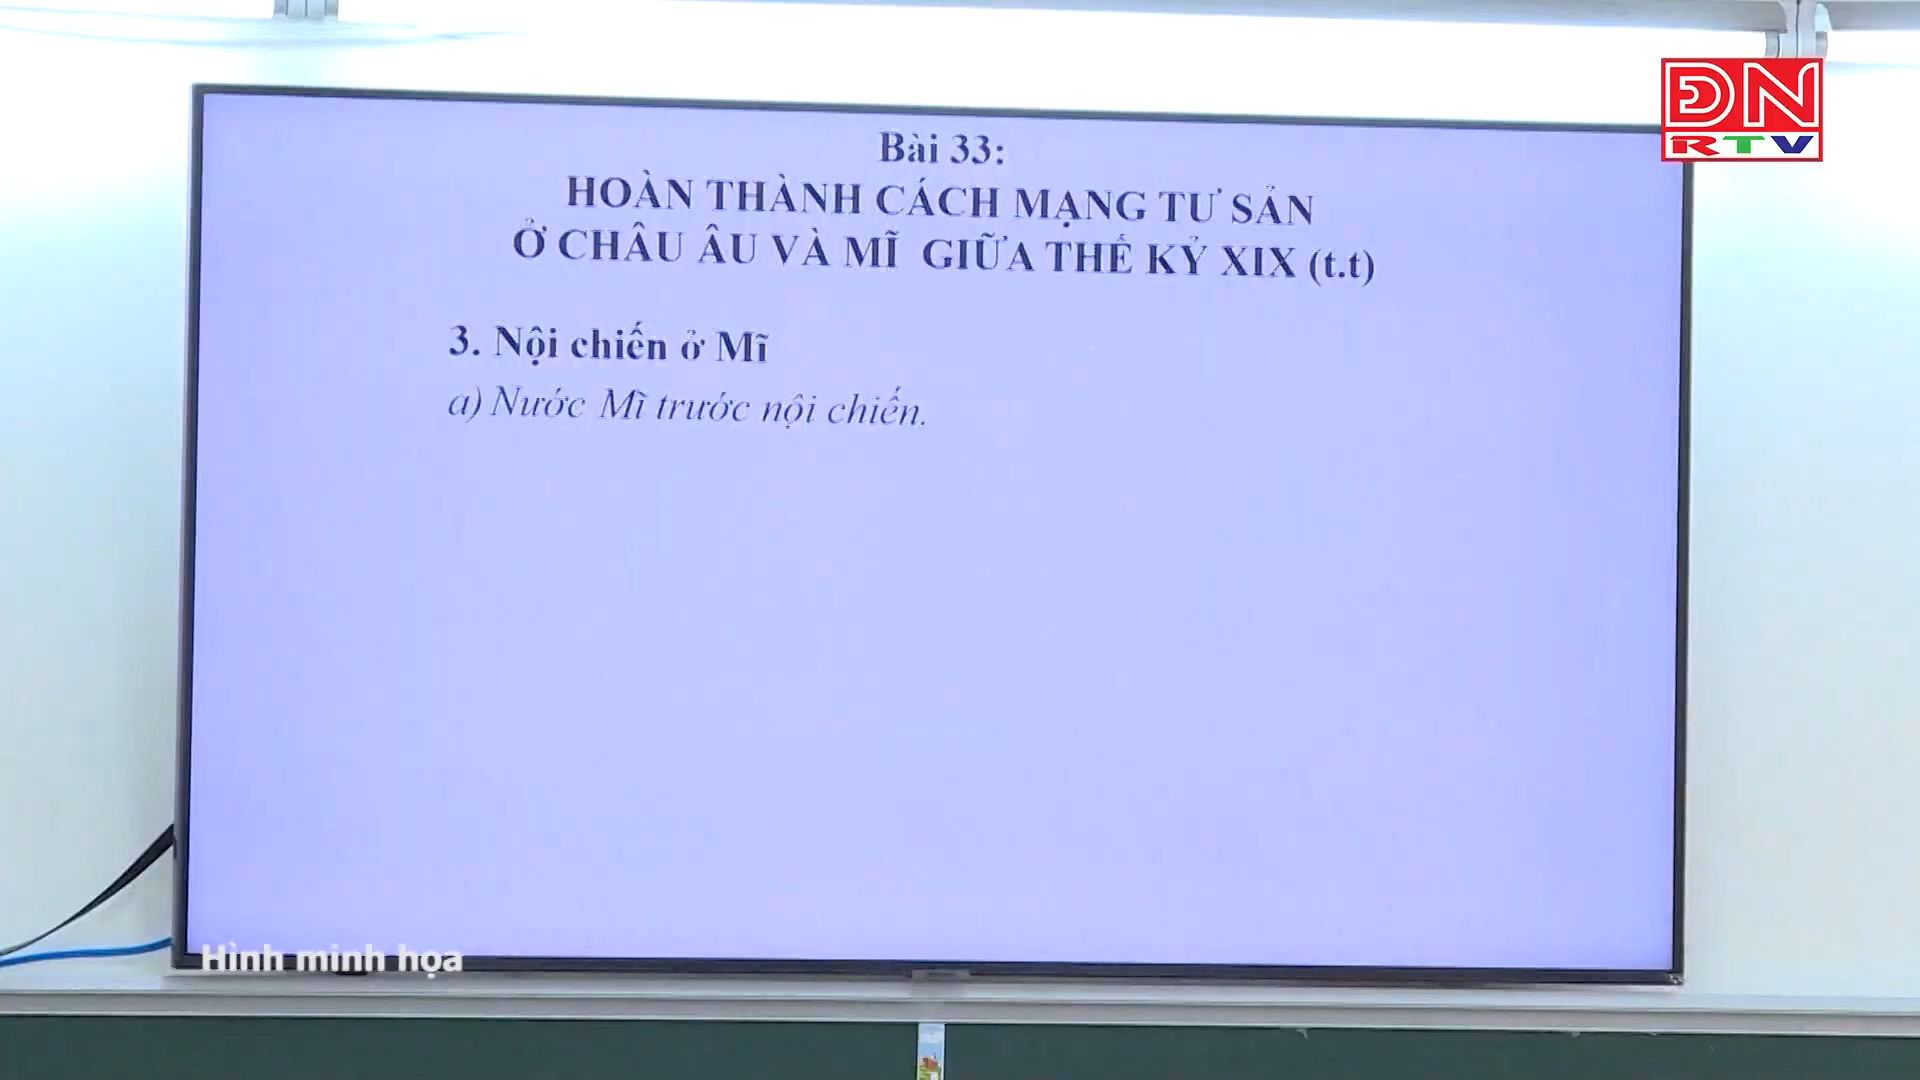 ĐN
RTV
Bài 33:
HOÀN THÀNH CÁCH MẠNG TƯ SẢN
Ở CHÂU ÂU VÀ MĨ GIỮA THẾ KỶ XIX (t.t)
3. Nội chiến ở Mĩ
a) Nước Mĩ trước nội chiến.
Hình minh họa